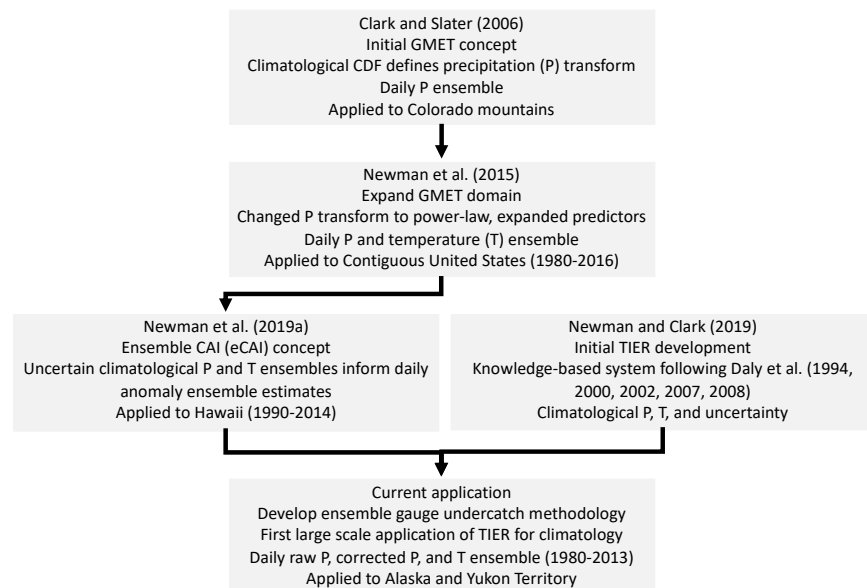 Clark and Slater (2006)
Initial GMET concept
Climatological CDF defines precipitation (P) transform
Daily P ensemble
Applied to Colorado mountains
Newman et al. (2015)
Expand GMET domain
Changed P transform to power-law, expanded predictors
Daily P and temperature (T) ensemble
Applied to Contiguous United States (1980-2016)
Newman et al. (2019a)
Ensemble CAI (eCAI) concept
Uncertain climatological P and T ensembles inform daily
anomaly ensemble estimates
Applied to Hawaii (1990-2014)
Newman and Clark (2019)
Initial TIER development
Knowledge-based system following Daly et al. (1994,
2000, 2002, 2007, 2008)
Climatological P, T, and uncertainty
Current application
Develop ensemble gauge undercatch methodology
First large scale application of TIER for climatology
Daily raw P, corrected P, and T ensemble (1980-2013)
Applied to Alaska and Yukon Territory